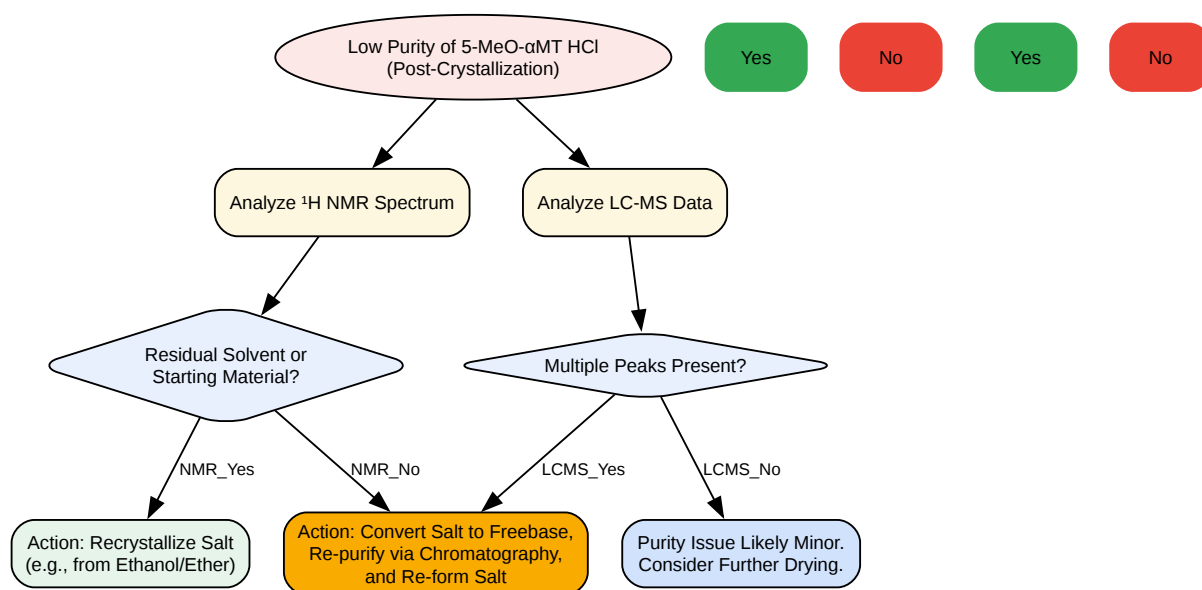 Low Purity of 5-MeO-αMT HCl
(Post-Crystallization)
Yes
No
Yes
No
Analyze ¹H NMR Spectrum
Analyze LC-MS Data
Residual Solvent or
Starting Material?
Multiple Peaks Present?
NMR_Yes
NMR_No
LCMS_Yes
LCMS_No
Action: Recrystallize Salt
(e.g., from Ethanol/Ether)
Action: Convert Salt to Freebase,
Re-purify via Chromatography,
and Re-form Salt
Purity Issue Likely Minor.
Consider Further Drying.